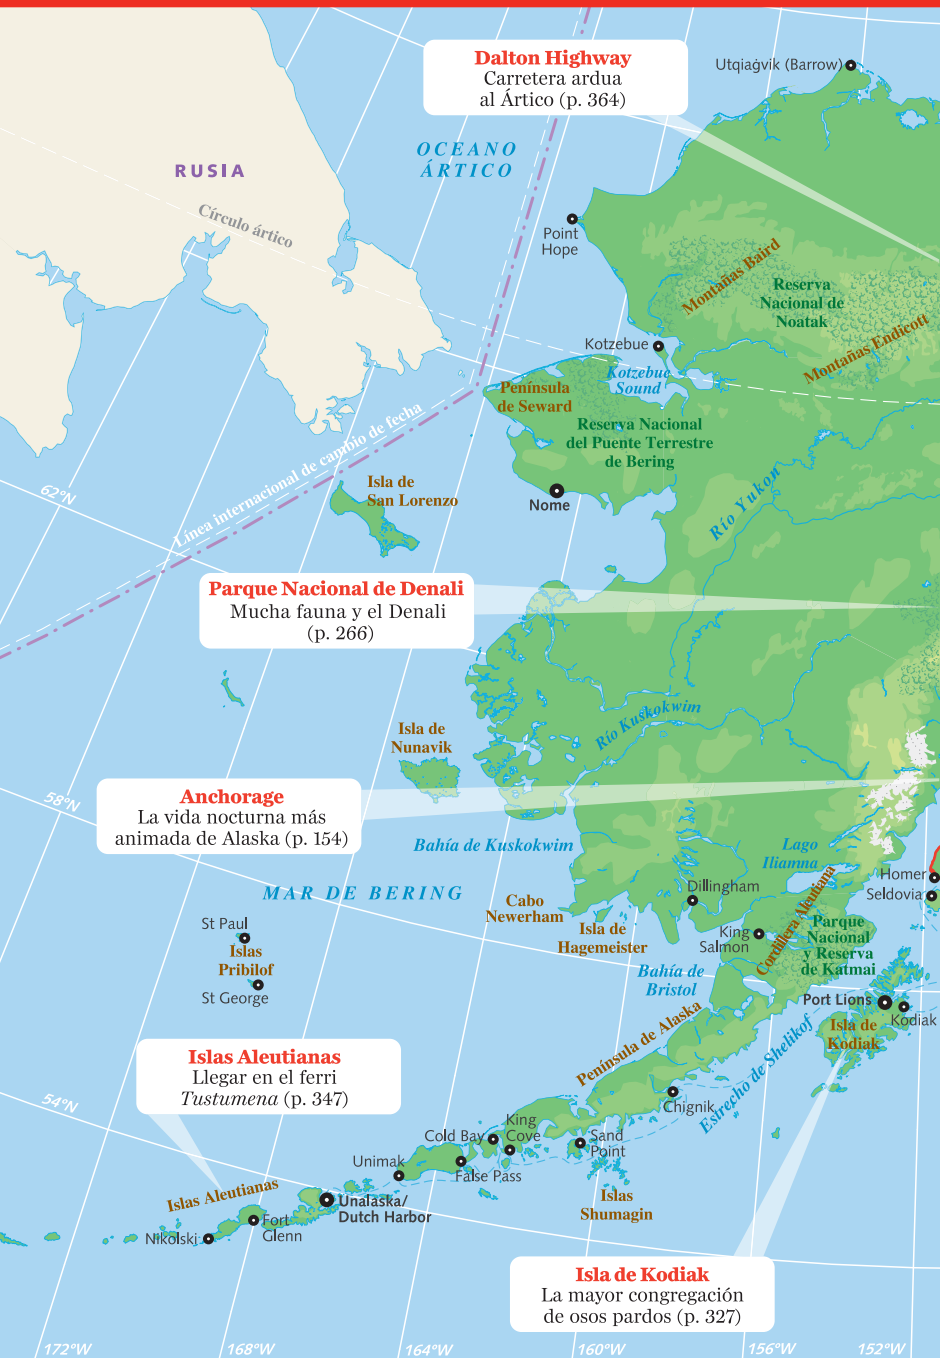 Dalton Highway
Carretera ardua
al Ártico (p. 364)
Utqiaġvik (Barrow)
OCEANO
ÁRTICO
RUSIA
Círculo ártico
Point
Hope
Montañas Baird
Reserva
Nacional de
Noatak
Montañas Endicott
Kotzebue
Kotzebue
Sound
Península
de Seward
Reserva Nacional
del Puente Terrestre
de Bering
Línea internacional de cambio de fecha
62°N
Isla de
San Lorenzo
Nome
Río Yukon
Parque Nacional de Denali
Mucha fauna y el Denali
(p. 266)
Río Kuskokwim
Isla de
Nunavik
58°N
Anchorage
La vida nocturna más
animada de Alaska (p. 154)
Bahía de Kuskokwim
Lago
Iliamna
Homer
Seldovia
MAR DE BERING
Dillingham
Cabo
Newerham
Isla de
Hagemeister
King
Salmon
Cordillera Aleutiana
Parque
Nacional
y Reserva
de Katmai
St Paul
Islas
Pribilof
St George
Bahía de
Bristol
Port Lions
Kodiak
Isla de
Kodiak
Península de Alaska
Estrecho de Shelikof
Islas Aleutianas
Llegar en el ferri
Tustumena (p. 347)
54°N
Chignik
King
Cove
Cold Bay
Sand
Point
Unimak
False Pass
Islas Aleutianas
Unalaska/
Dutch Harbor
Islas
Shumagin
Fort
Glenn
Nikolski
Isla de Kodiak
La mayor congregación
de osos pardos (p. 327)
172°W
168°W
164°W
160°W
156°W
152°W